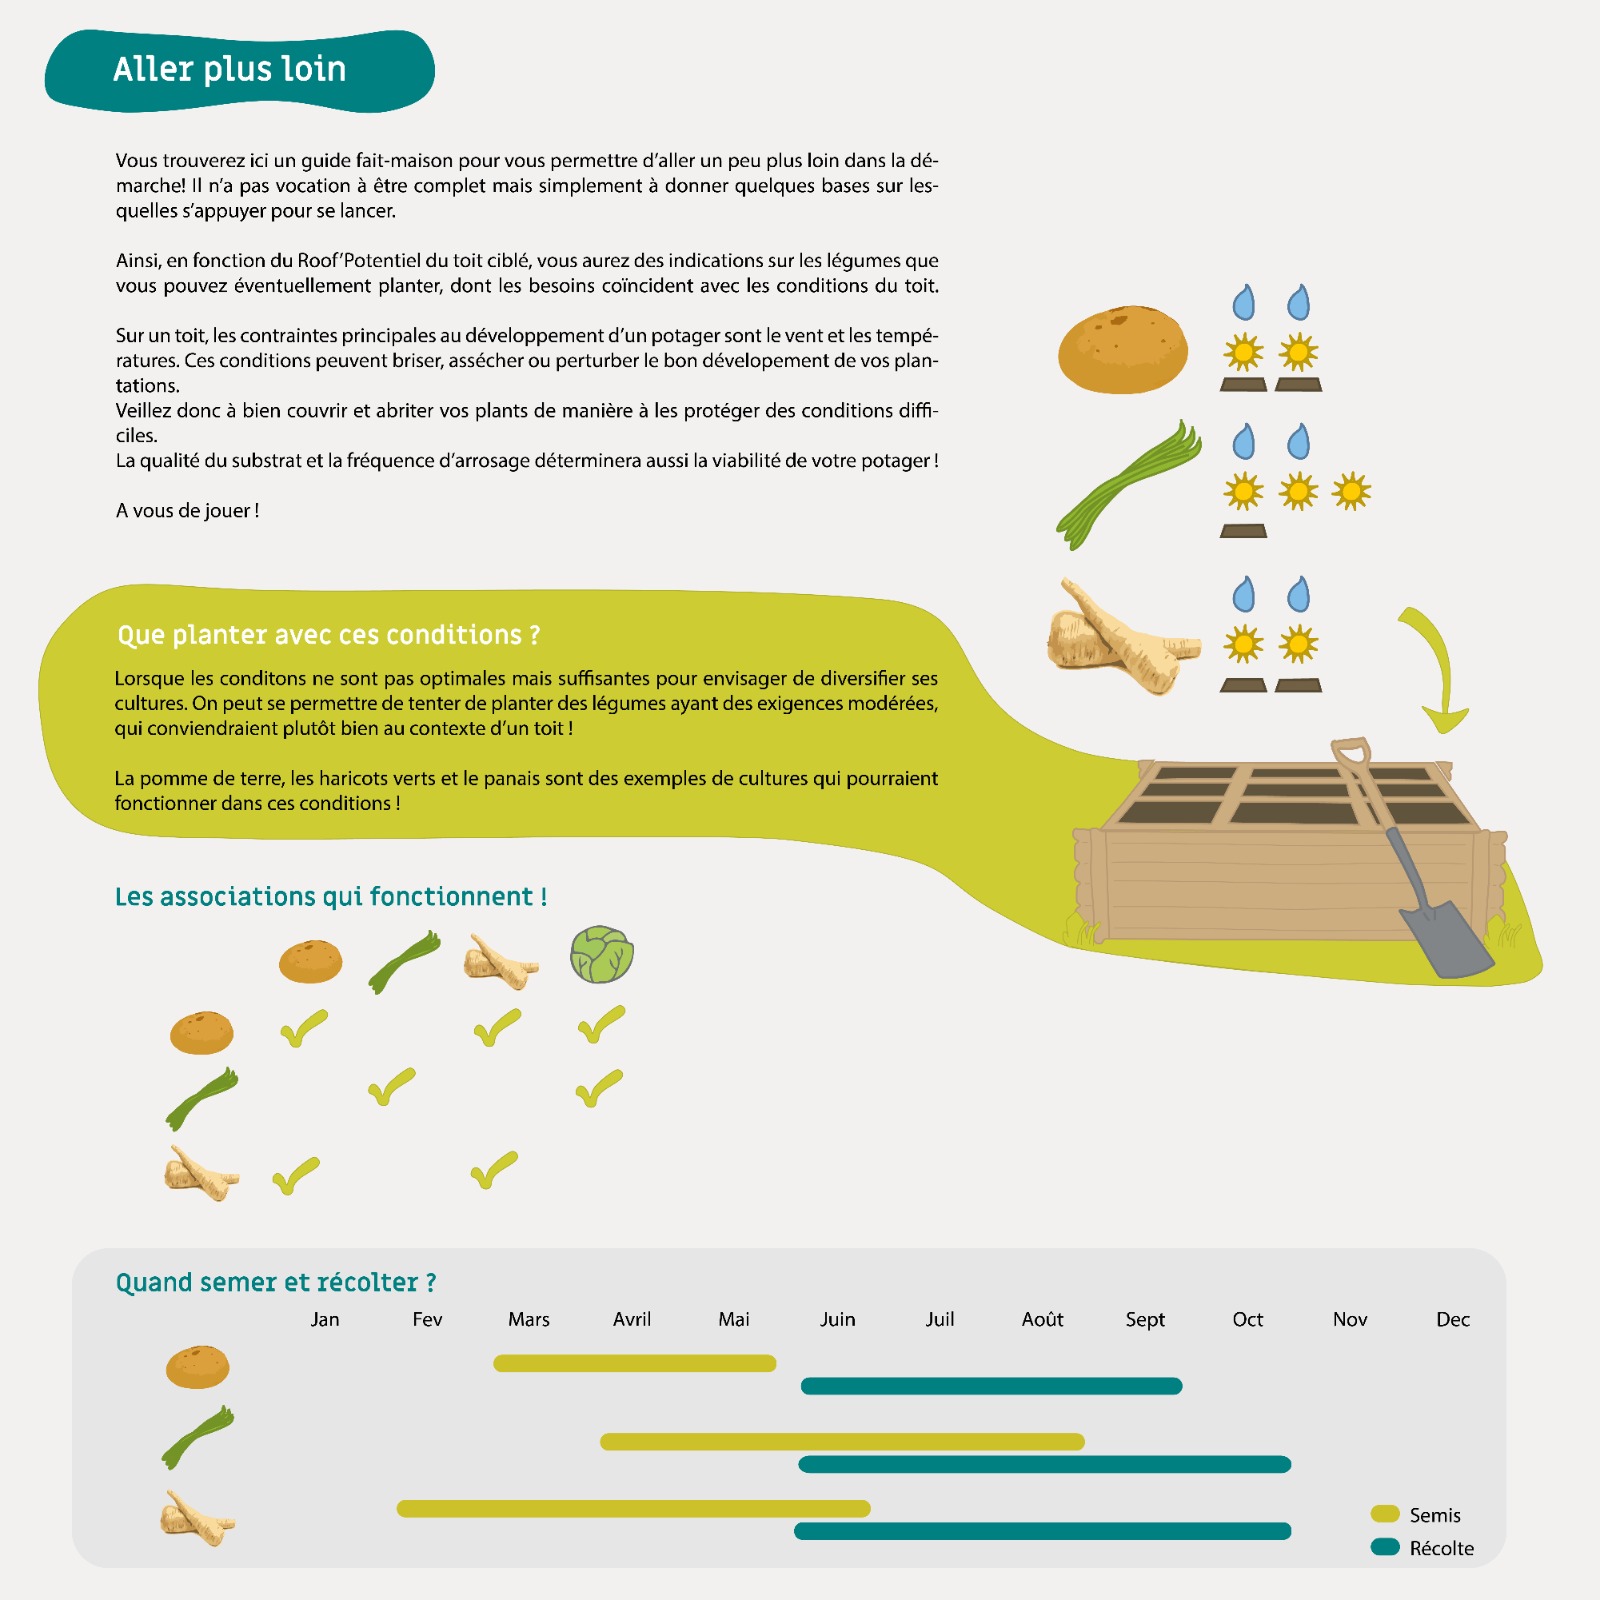 Aller plus loin
Vous trouverez ici un guide fait-maison pour vous permettre d'aller un peu plus loin dans la dé-
marche! Il n'a pas vocation à être complet mais simplement à donner quelques bases sur les-
quelles s'appuyer pour se lancer.
Ainsi, en fonction du Roof'Potentiel du toit ciblé, vous aurez des indications sur les légumes que
vous pouvez éventuellement planter, dont les besoins coïncident avec les conditions du toit.
Sur un toit, les contraintes principales au développement d'un potager sont le vent et les tempé-
ratures. Ces conditions peuvent briser, assécher ou perturber le bon dévelopement de vos plan-
tations.
Veillez donc à bien couvrir et abriter vos plants de manière à les protéger des conditions diffi-
ciles.
La qualité du substrat et la fréquence d'arrosage déterminera aussi la viabilité de votre potager !
A vous de jouer !
Que planter avec ces conditions ?
Lorsque les conditons ne sont pas optimales mais suffisantes pour envisager de diversifier ses
cultures. On peut se permettre de tenter de planter des légumes ayant des exigences modérées,
qui conviendraient plutôt bien au contexte d'un toit !
La pomme de terre, les haricots verts et le panais sont des exemples de cultures qui pourraient
fonctionner dans ces conditions !
Les associations qui fonctionnent !
Quand semer et récolter ?
Jan Fev Mars Avril Mai Juin Juil Août Sept Oct Nov Dec
Semis
Récolte